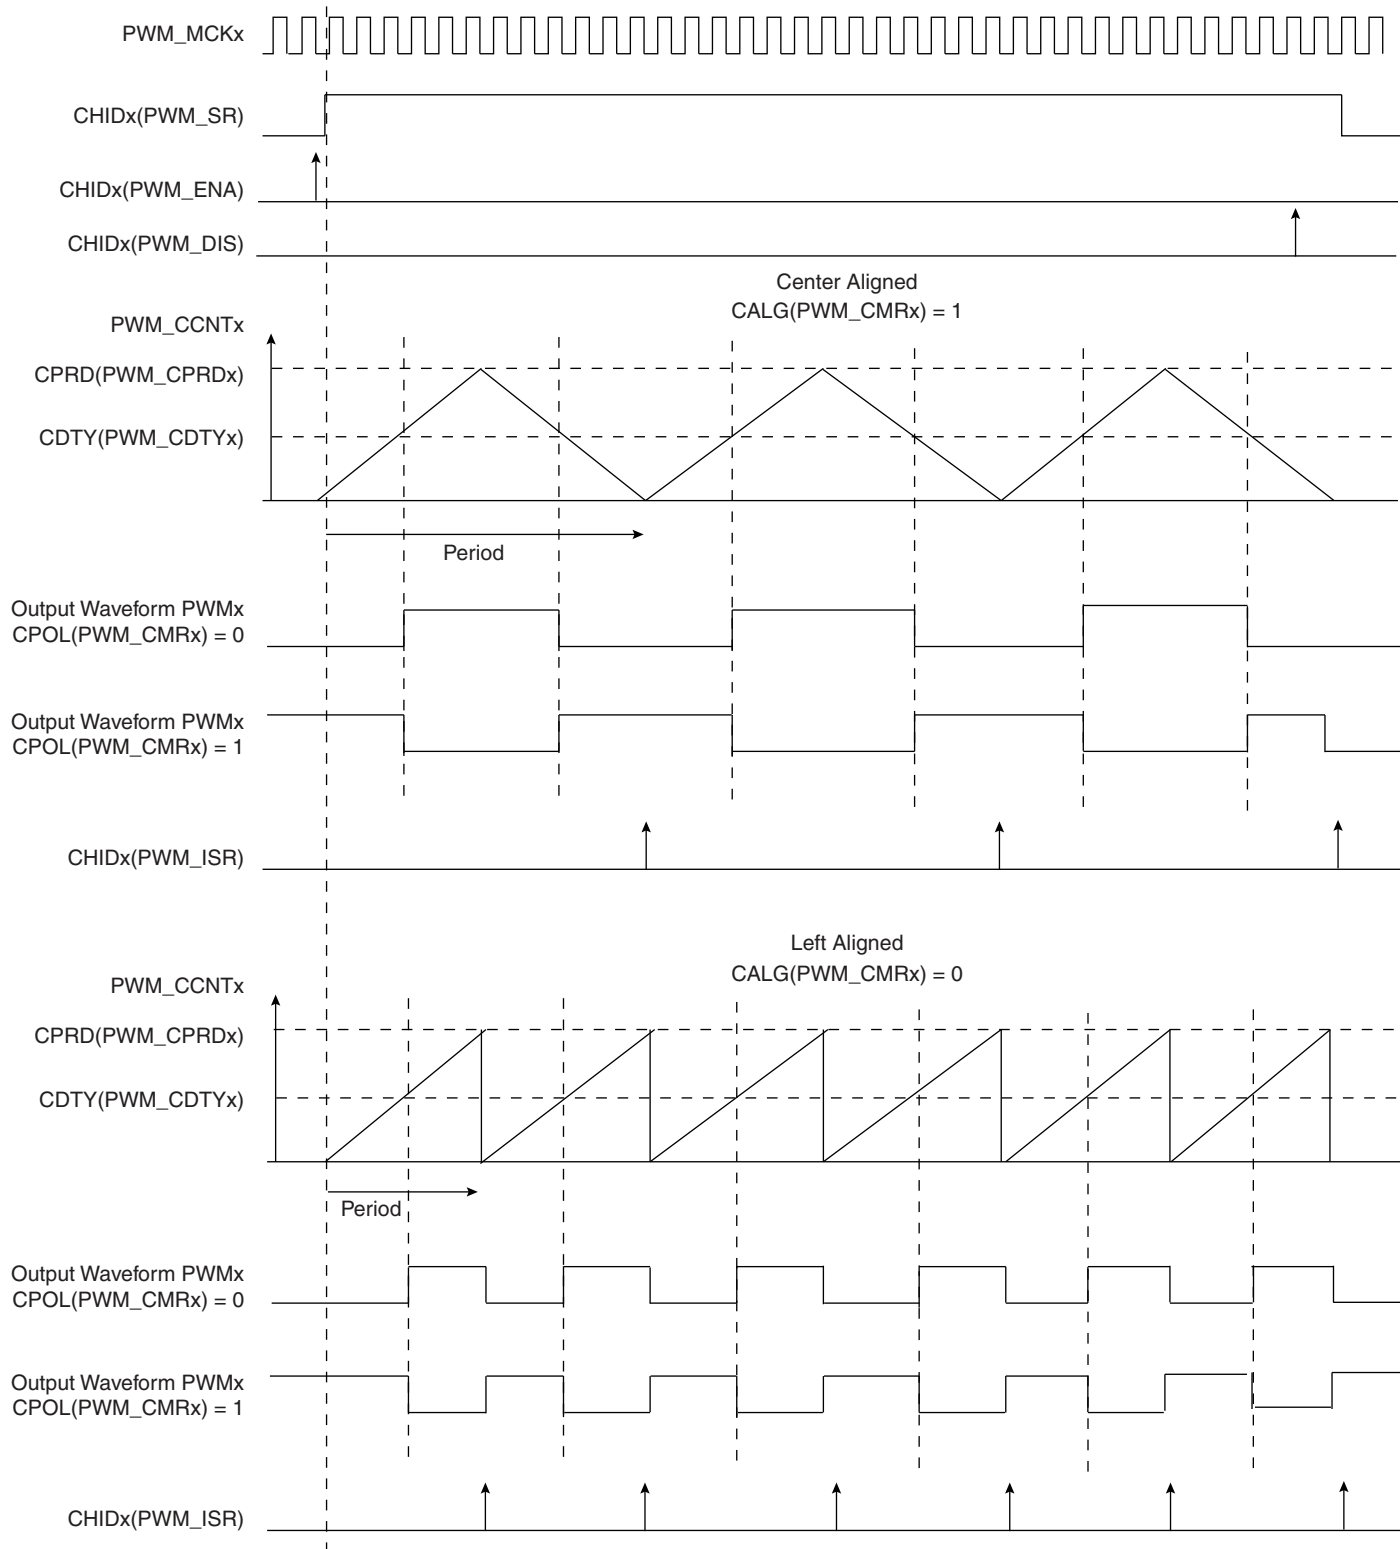 PWM_MCKx
CHIDx(PWM_SR)
CHIDx(PWM_ENA)
CHIDx(PWM_DIS)
Center Aligned
CALG(PWM_CMRx) = 1
PWM_CCNTx
CPRD(PWM_CPRDx)
CDTY(PWM_CDTYx)
Period
Output Waveform PWMx
CPOL(PWM_CMRx) = 0
Output Waveform PWMx
CPOL(PWM_CMRx) = 1
CHIDx(PWM_ISR)
Left Aligned
CALG(PWM_CMRx) = 0
PWM_CCNTx
CPRD(PWM_CPRDx)
CDTY(PWM_CDTYx)
Period
Output Waveform PWMx
CPOL(PWM_CMRx) = 0
Output Waveform PWMx
CPOL(PWM_CMRx) = 1
CHIDx(PWM_ISR)